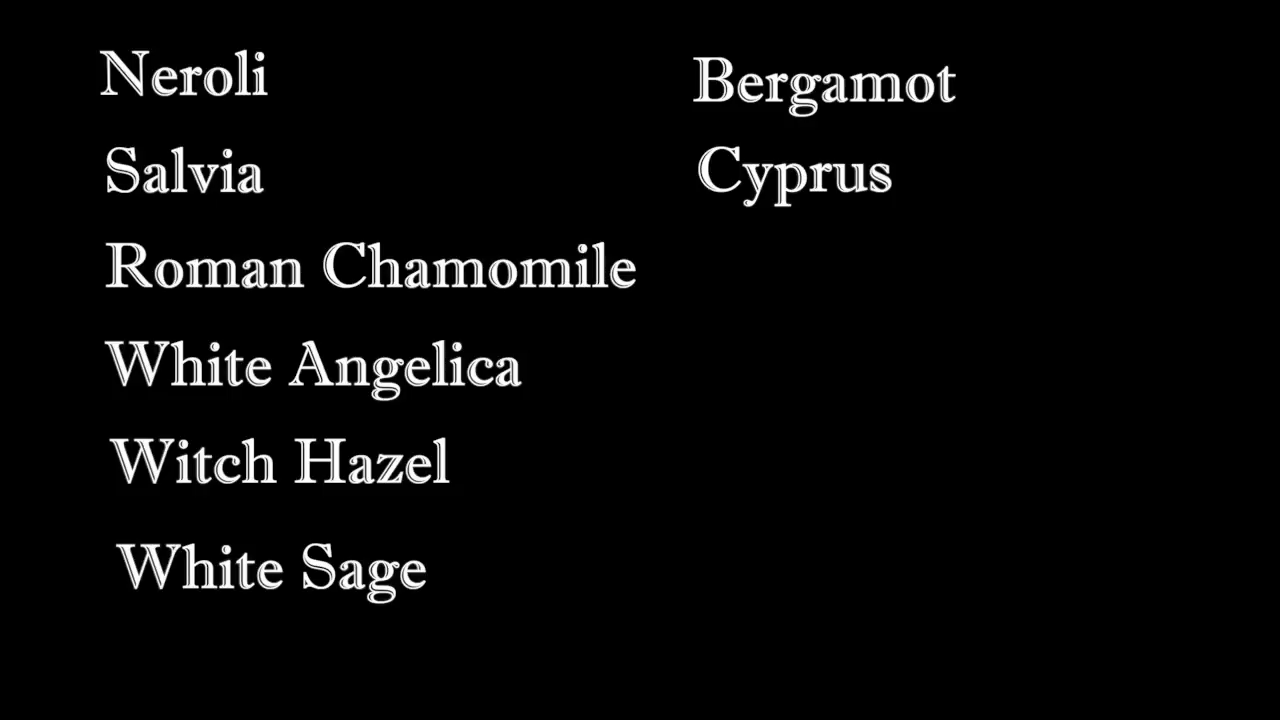 Neroli
Salvia
Roman Chamomile
White Angelica
Witch Hazel
White Sage
Bergamot
Cyprus